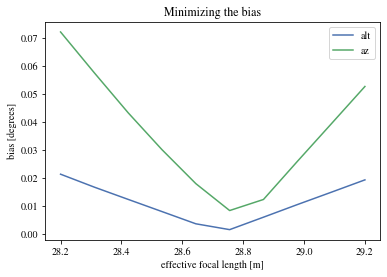 Minimizing the bias
alt
az
0.07
0.06
0.05
0.04
0.03
0.02
0.01
0.00
bias [degrees]
28.2 28.4 28.6 28.8 29.0 29.2
effective focal length [m]